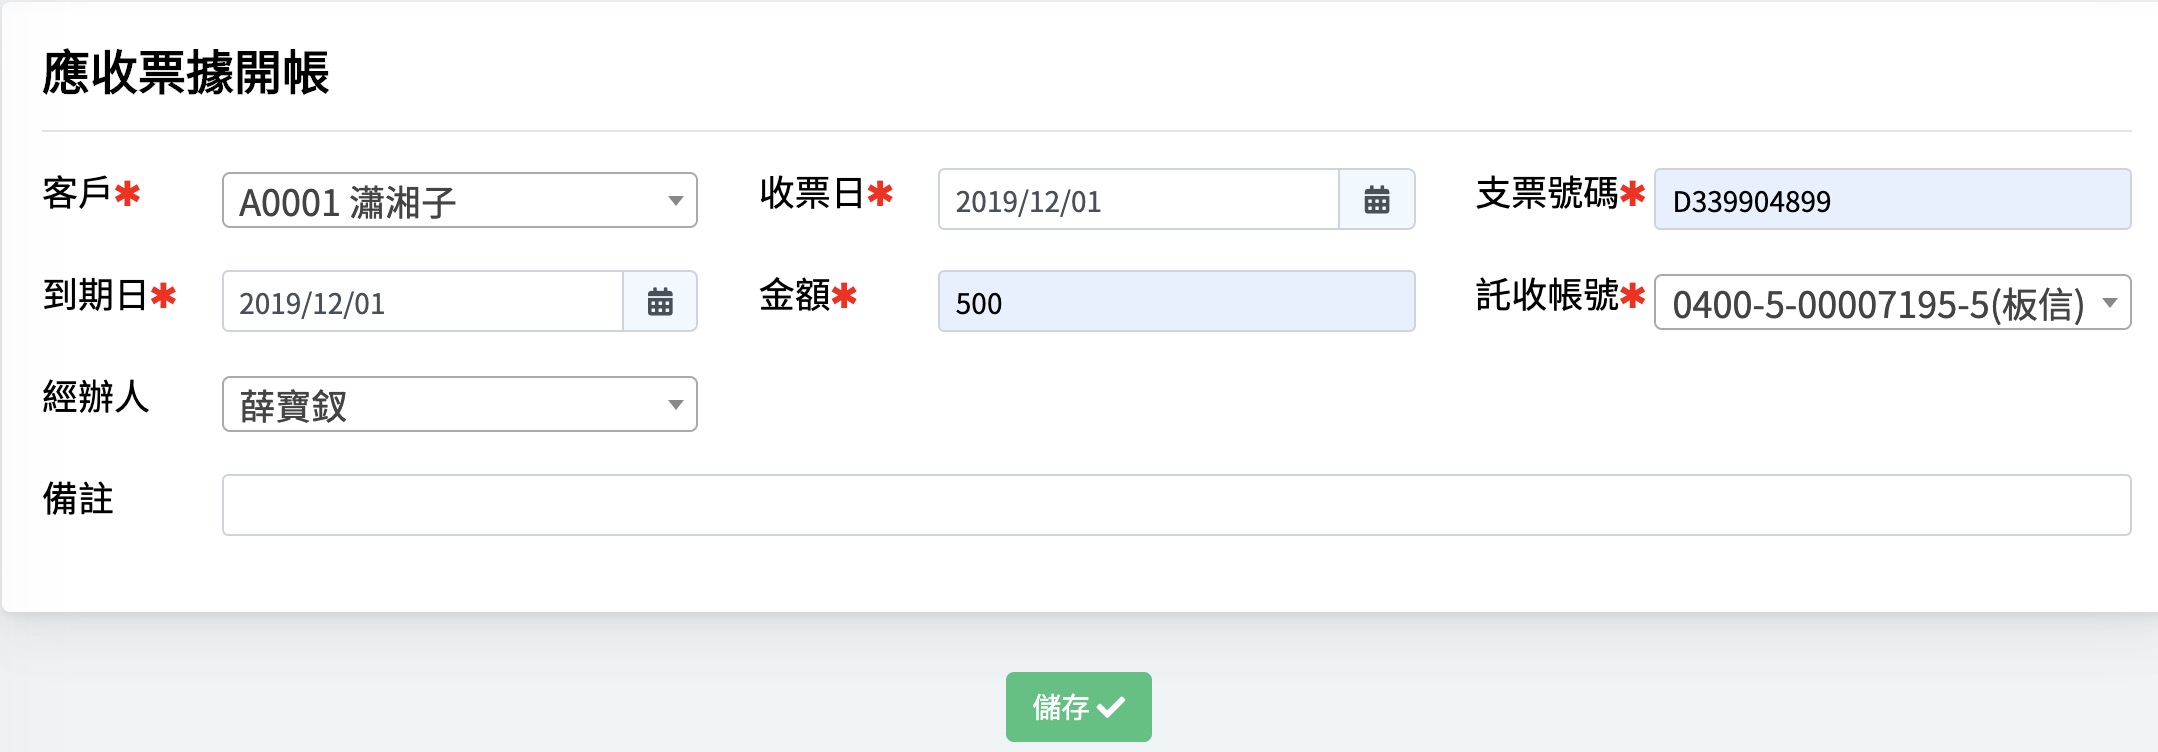 應收票據開帳
客戶✱ A0001 瀟湘子 收票日✱ 2019/12/01 支票號碼✱ D339904899
到期日✱ 2019/12/01 金額✱ 500 託收帳號✱ 0400-5-00007195-5(板信)
經辦人 薛寶釵
備註
儲存